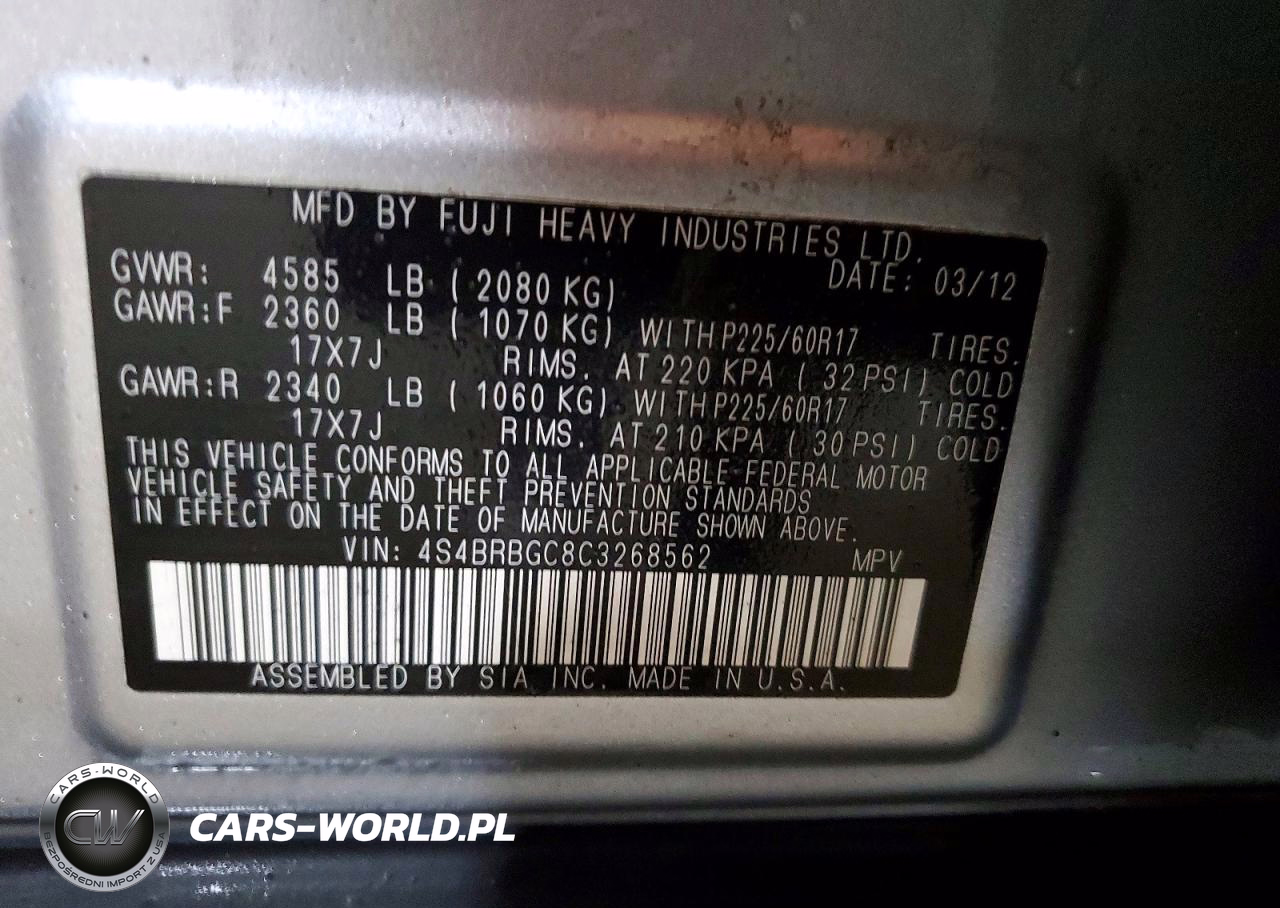 MFD BY FUJI HEAVY INDUSTRIES LTD.
DATE: 03/12
GVWR: 4585 LB ( 2080 KG)
GAWR:F 2360 LB ( 1070 KG) WITH P225/60R17 TIRES.
17X7J RIMS. AT 220 KPA ( 32 PSI) COLD
GAWR:R 2340 LB ( 1060 KG) WITH P225/60R17 TIRES.
17X7J RIMS. AT 210 KPA ( 30 PSI) COLD
THIS VEHICLE CONFORMS TO ALL APPLICABLE FEDERAL MOTOR
VEHICLE SAFETY AND THEFT PREVENTION STANDARDS
IN EFFECT ON THE DATE OF MANUFACTURE SHOWN ABOVE.
VIN: 4S4BRBGC8C3268562 MPV
ASSEMBLED BY SIA INC. MADE IN U.S.A.
CARS-WORLD
CW
BEZPOŚREDNI IMPORT Z USA
CARS-WORLD.PL